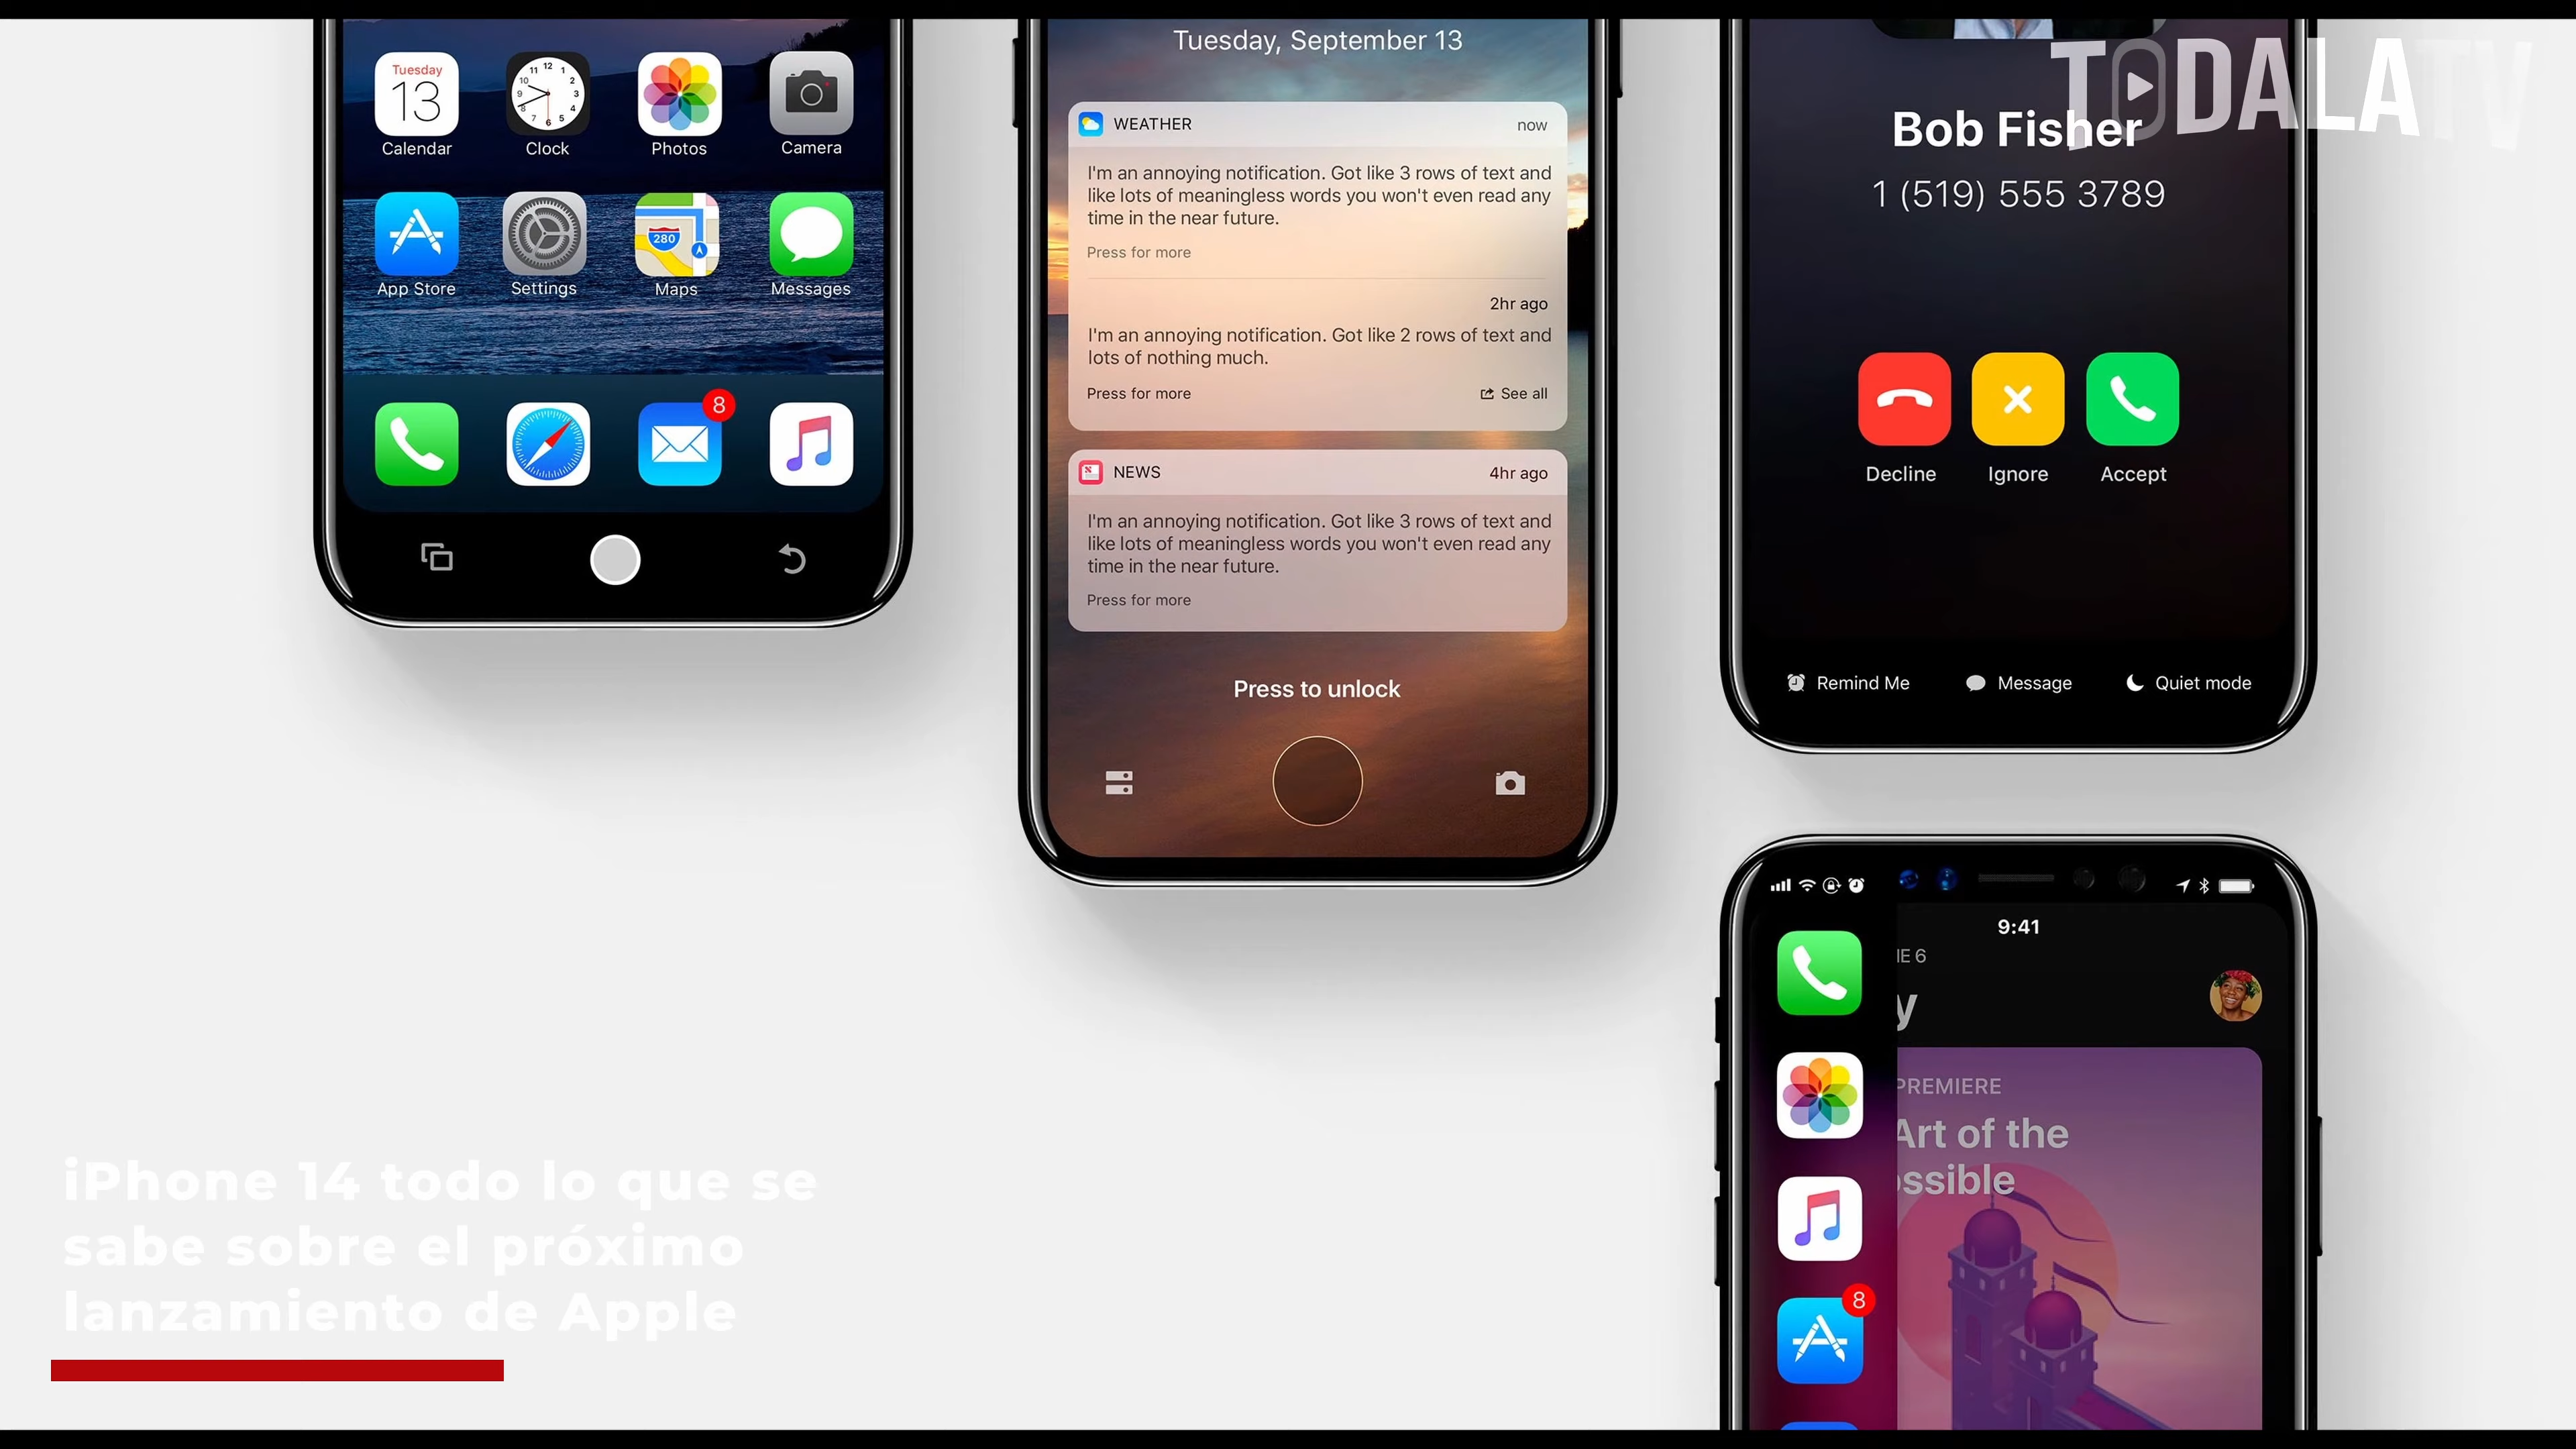 Tuesday
13
Calendar
Clock
Photos
Camera
App Store
Settings
280
Maps
Messages
8
Tuesday, September 13
WEATHER
now
I'm an annoying notification. Got like 3 rows of text and
like lots of meaningless words you won't even read any
time in the near future.
Press for more
2hr ago
I'm an annoying notification. Got like 2 rows of text and
lots of nothing much.
Press for more
See all
NEWS
4hr ago
I'm an annoying notification. Got like 3 rows of text and
like lots of meaningless words you won't even read any
time in the near future.
Press for more
Press to unlock
TODALATV
Bob Fisher
1 (519) 555 3789
Decline
Ignore
Accept
Remind Me
Message
Quiet mode
9:41
NE 6
y
PREMIERE
Art of the
ossible
8
iPhone 14 todo lo que se
sabe sobre el próximo
lanzamiento de Apple